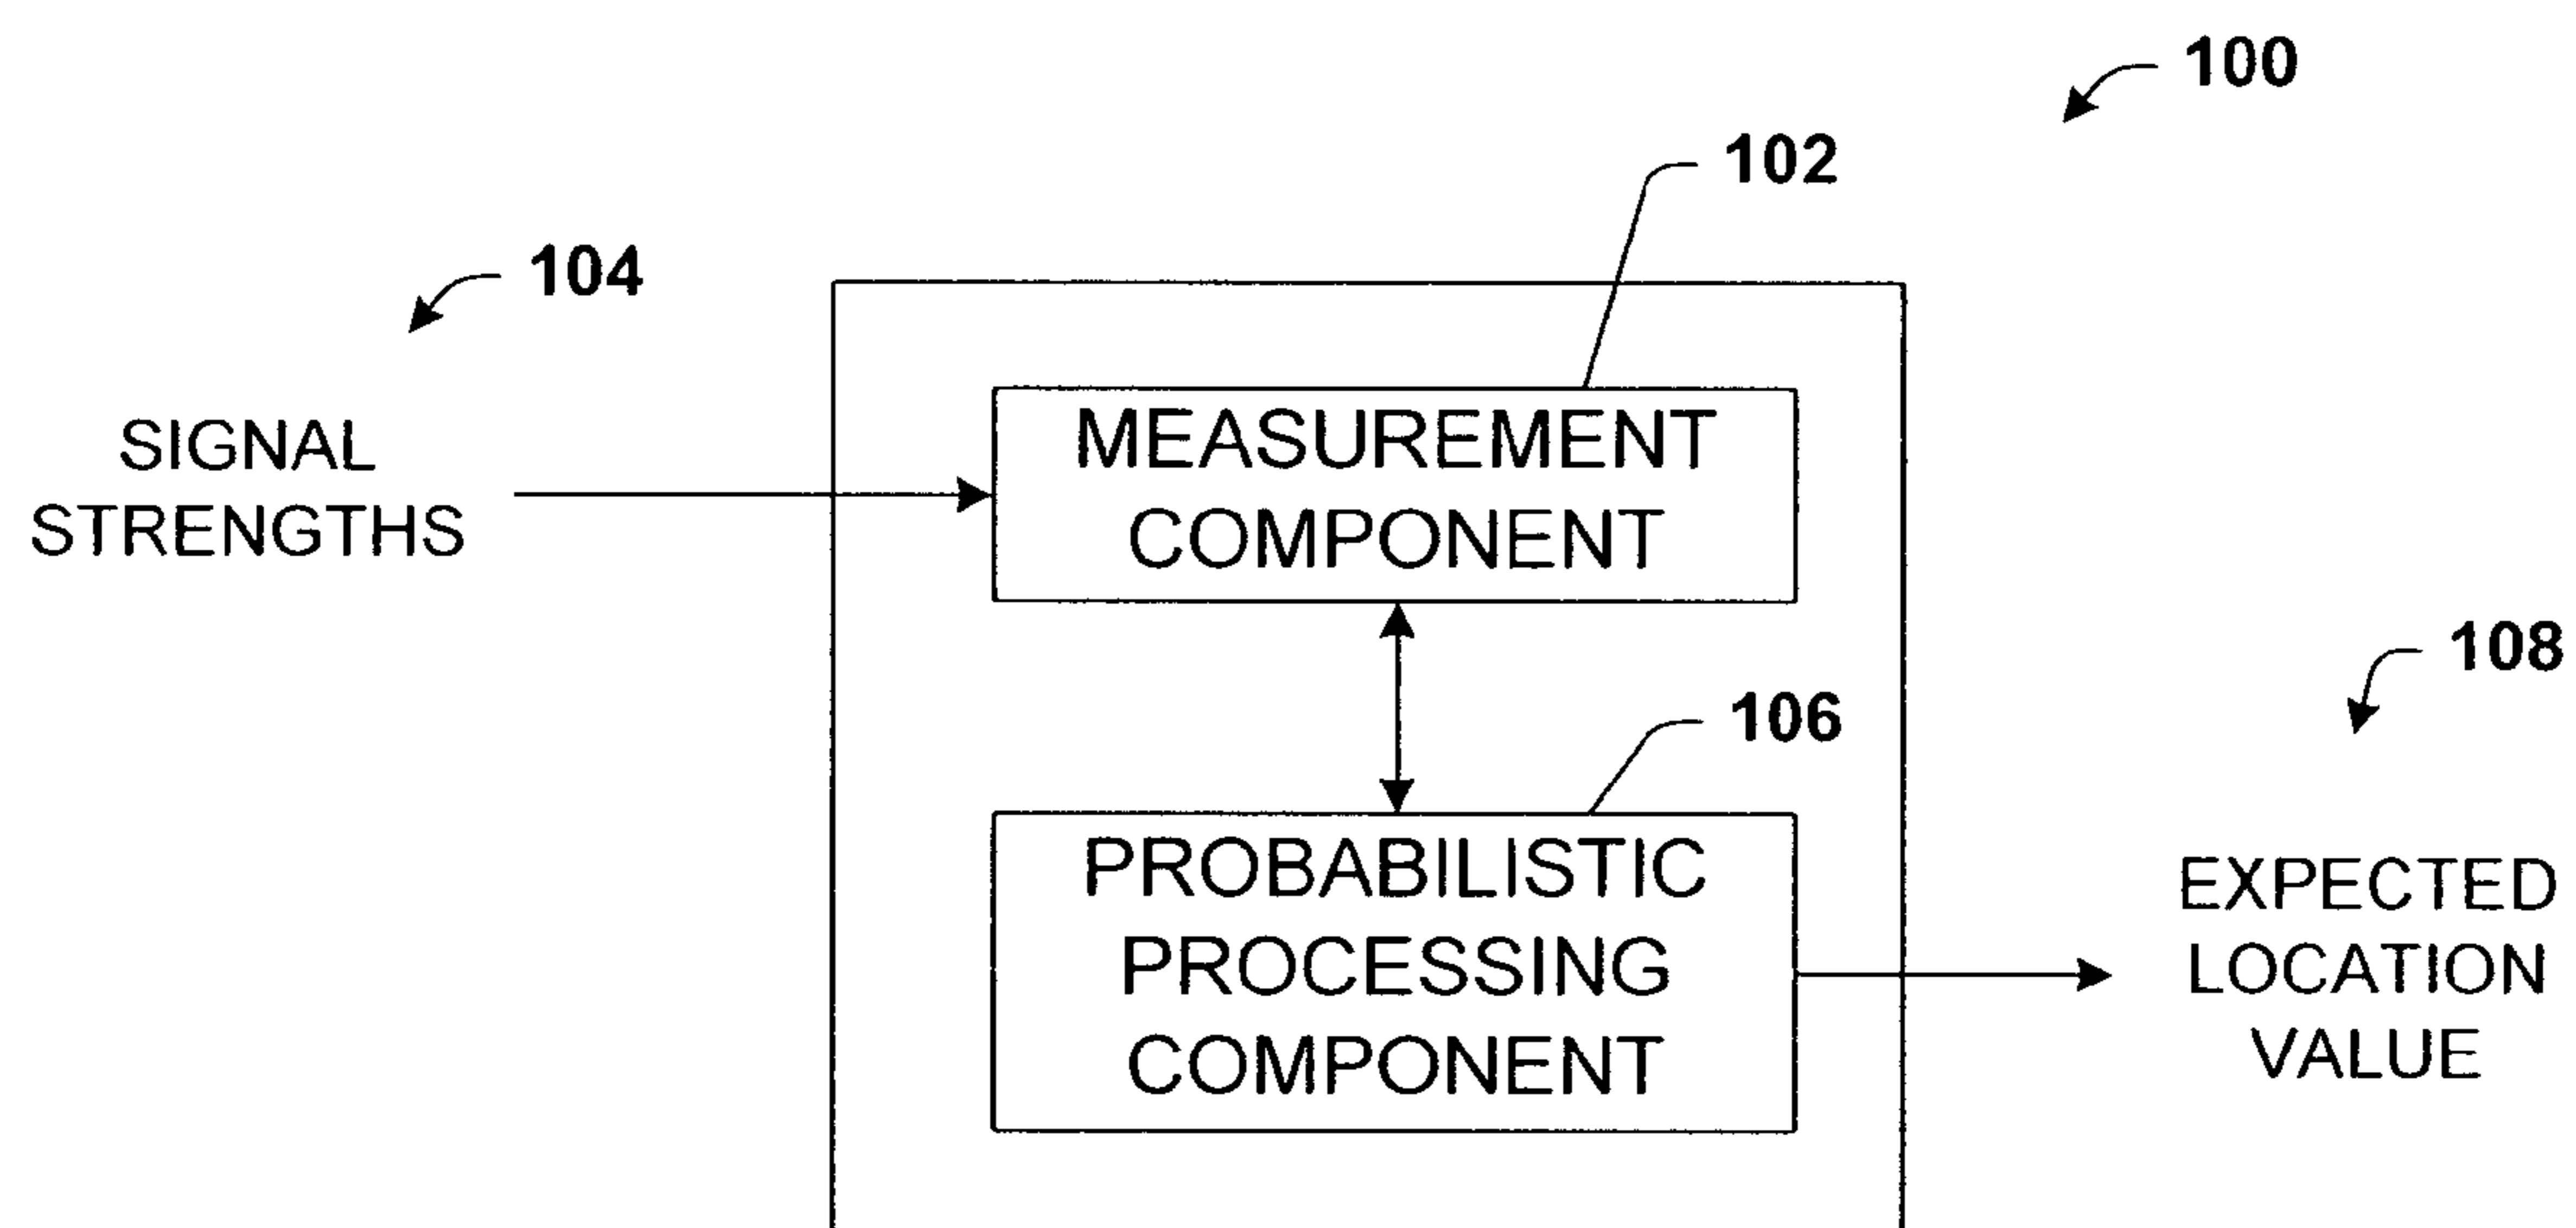 100
102
104
SIGNAL
STRENGTHS
MEASUREMENT
COMPONENT
108
106
PROBABILISTIC
PROCESSING
COMPONENT
EXPECTED
LOCATION
VALUE